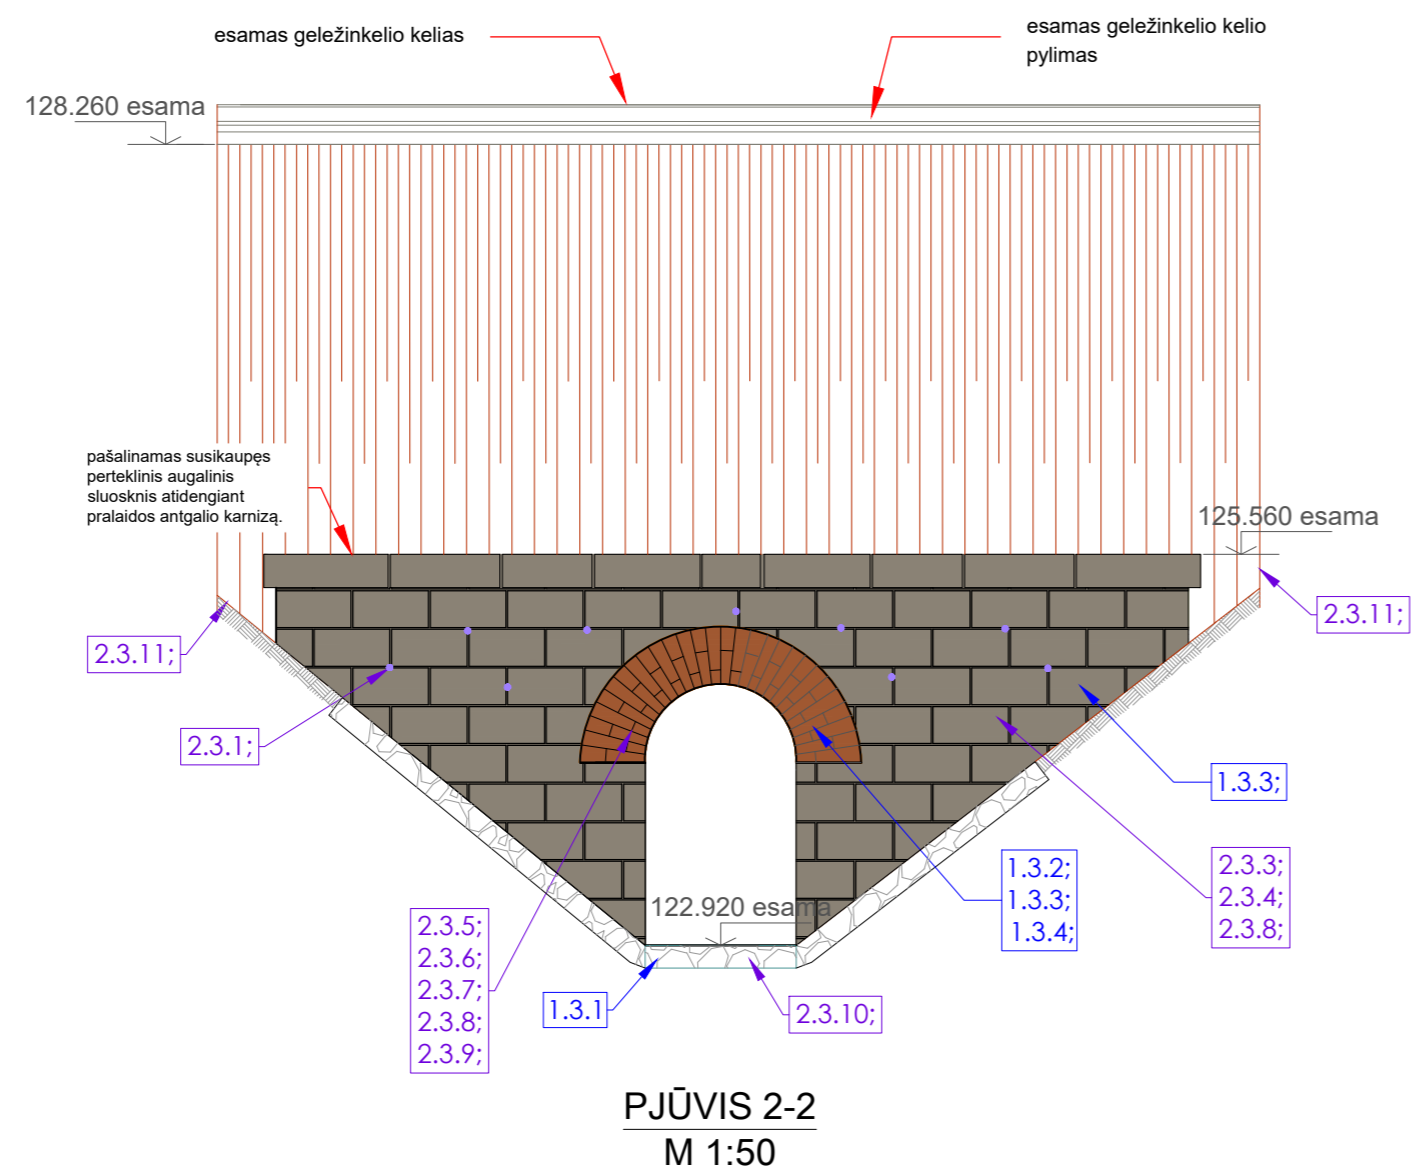 esamas geležinkelio kelias
esamas geležinkelio kelio
pylimas
128.260 esama
pašalinamas susikaupęs
perteklinis augalinis
sluosknis atidengiant
pralaidos antgalio karnizą.
125.560 esama
2.3.11;
2.3.11;
2.3.1;
1.3.3;
1.3.2;
1.3.3;
1.3.4;
2.3.3;
2.3.4;
2.3.8;
122.920 esama
2.3.5;
2.3.6;
2.3.7;
2.3.8;
2.3.9;
1.3.1
2.3.10;
PJŪVIS 2-2
M 1:50